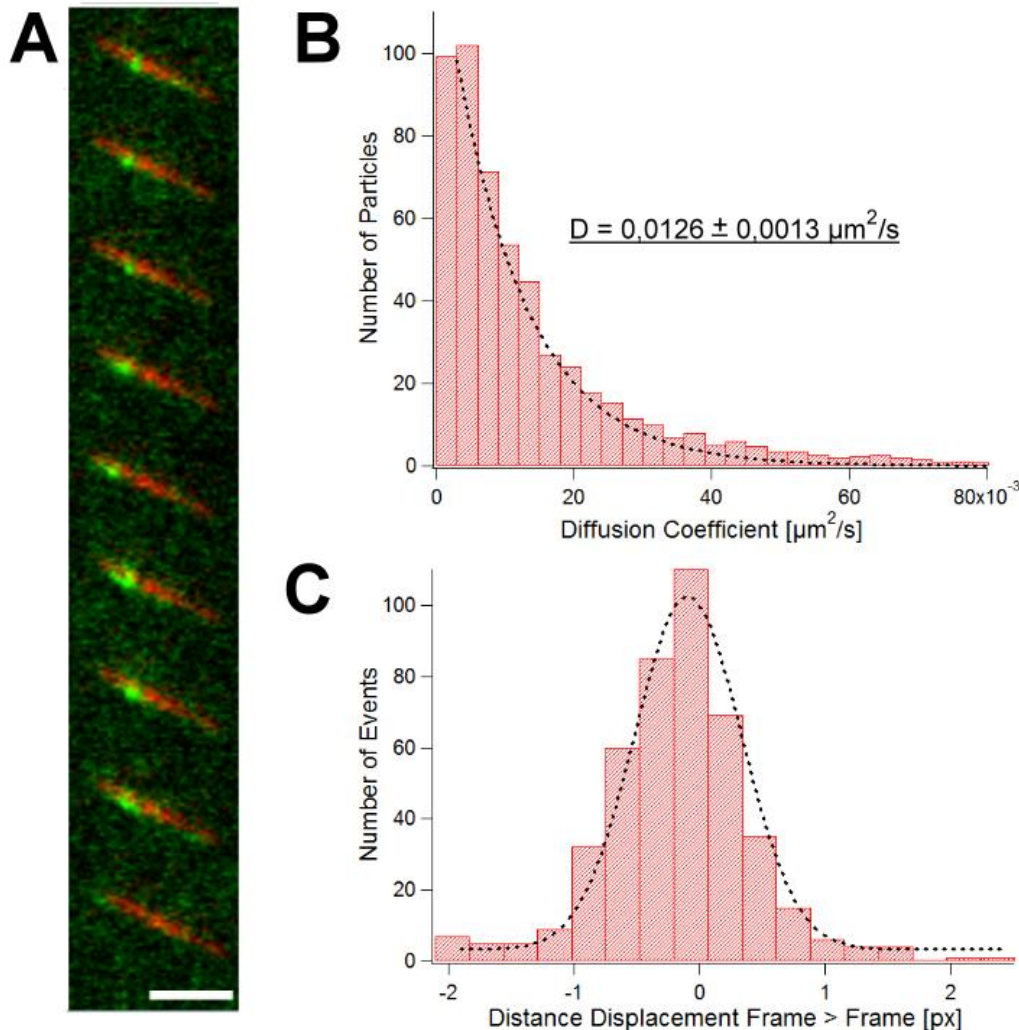 A
B
100
80
60
40
20
0
Number of Particles
D = 0,0126 ± 0,0013 µm²/s
0
20
40
60
80x10⁻³
Diffusion Coefficient [µm²/s]
C
100
80
60
40
20
0
Number of Events
-2
-1
0
1
2
Distance Displacement Frame > Frame [px]